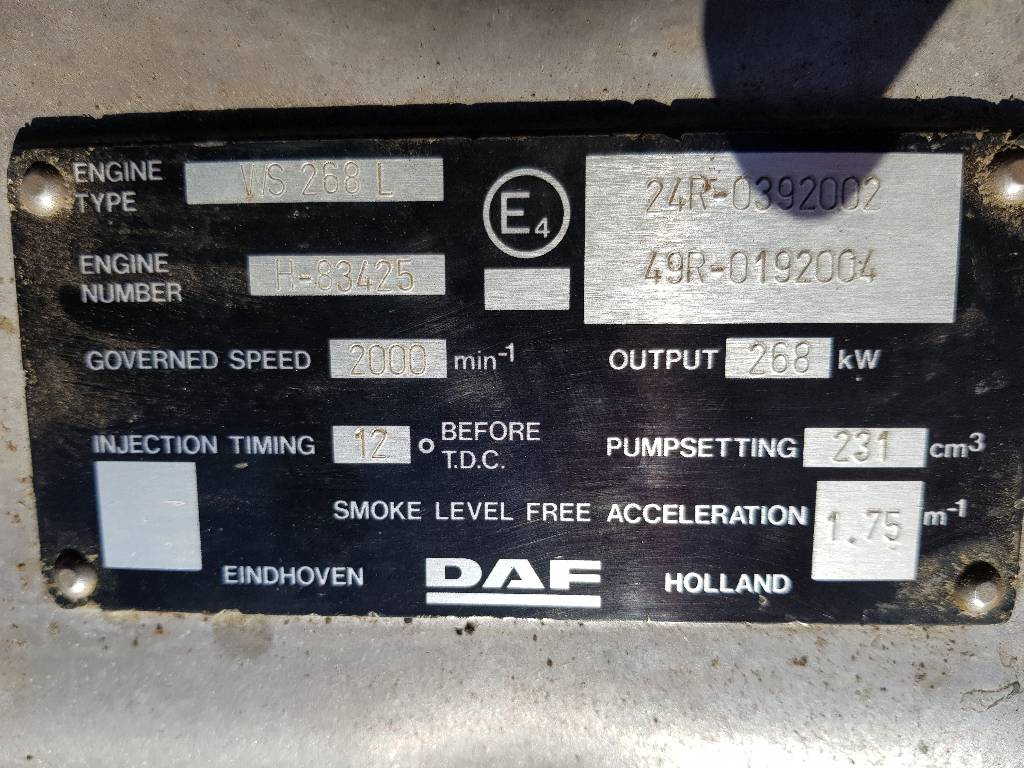 ENGINE TYPE WS 268 L
E4
24R-0392002
49R-0192004
ENGINE NUMBER H-83425
GOVERNED SPEED 2000 min-1
OUTPUT 268 kW
INJECTION TIMING 12 ° BEFORE T.D.C.
PUMPSETTING 231 cm3
SMOKE LEVEL FREE ACCELERATION 1.75 m-1
EINDHOVEN DAF HOLLAND